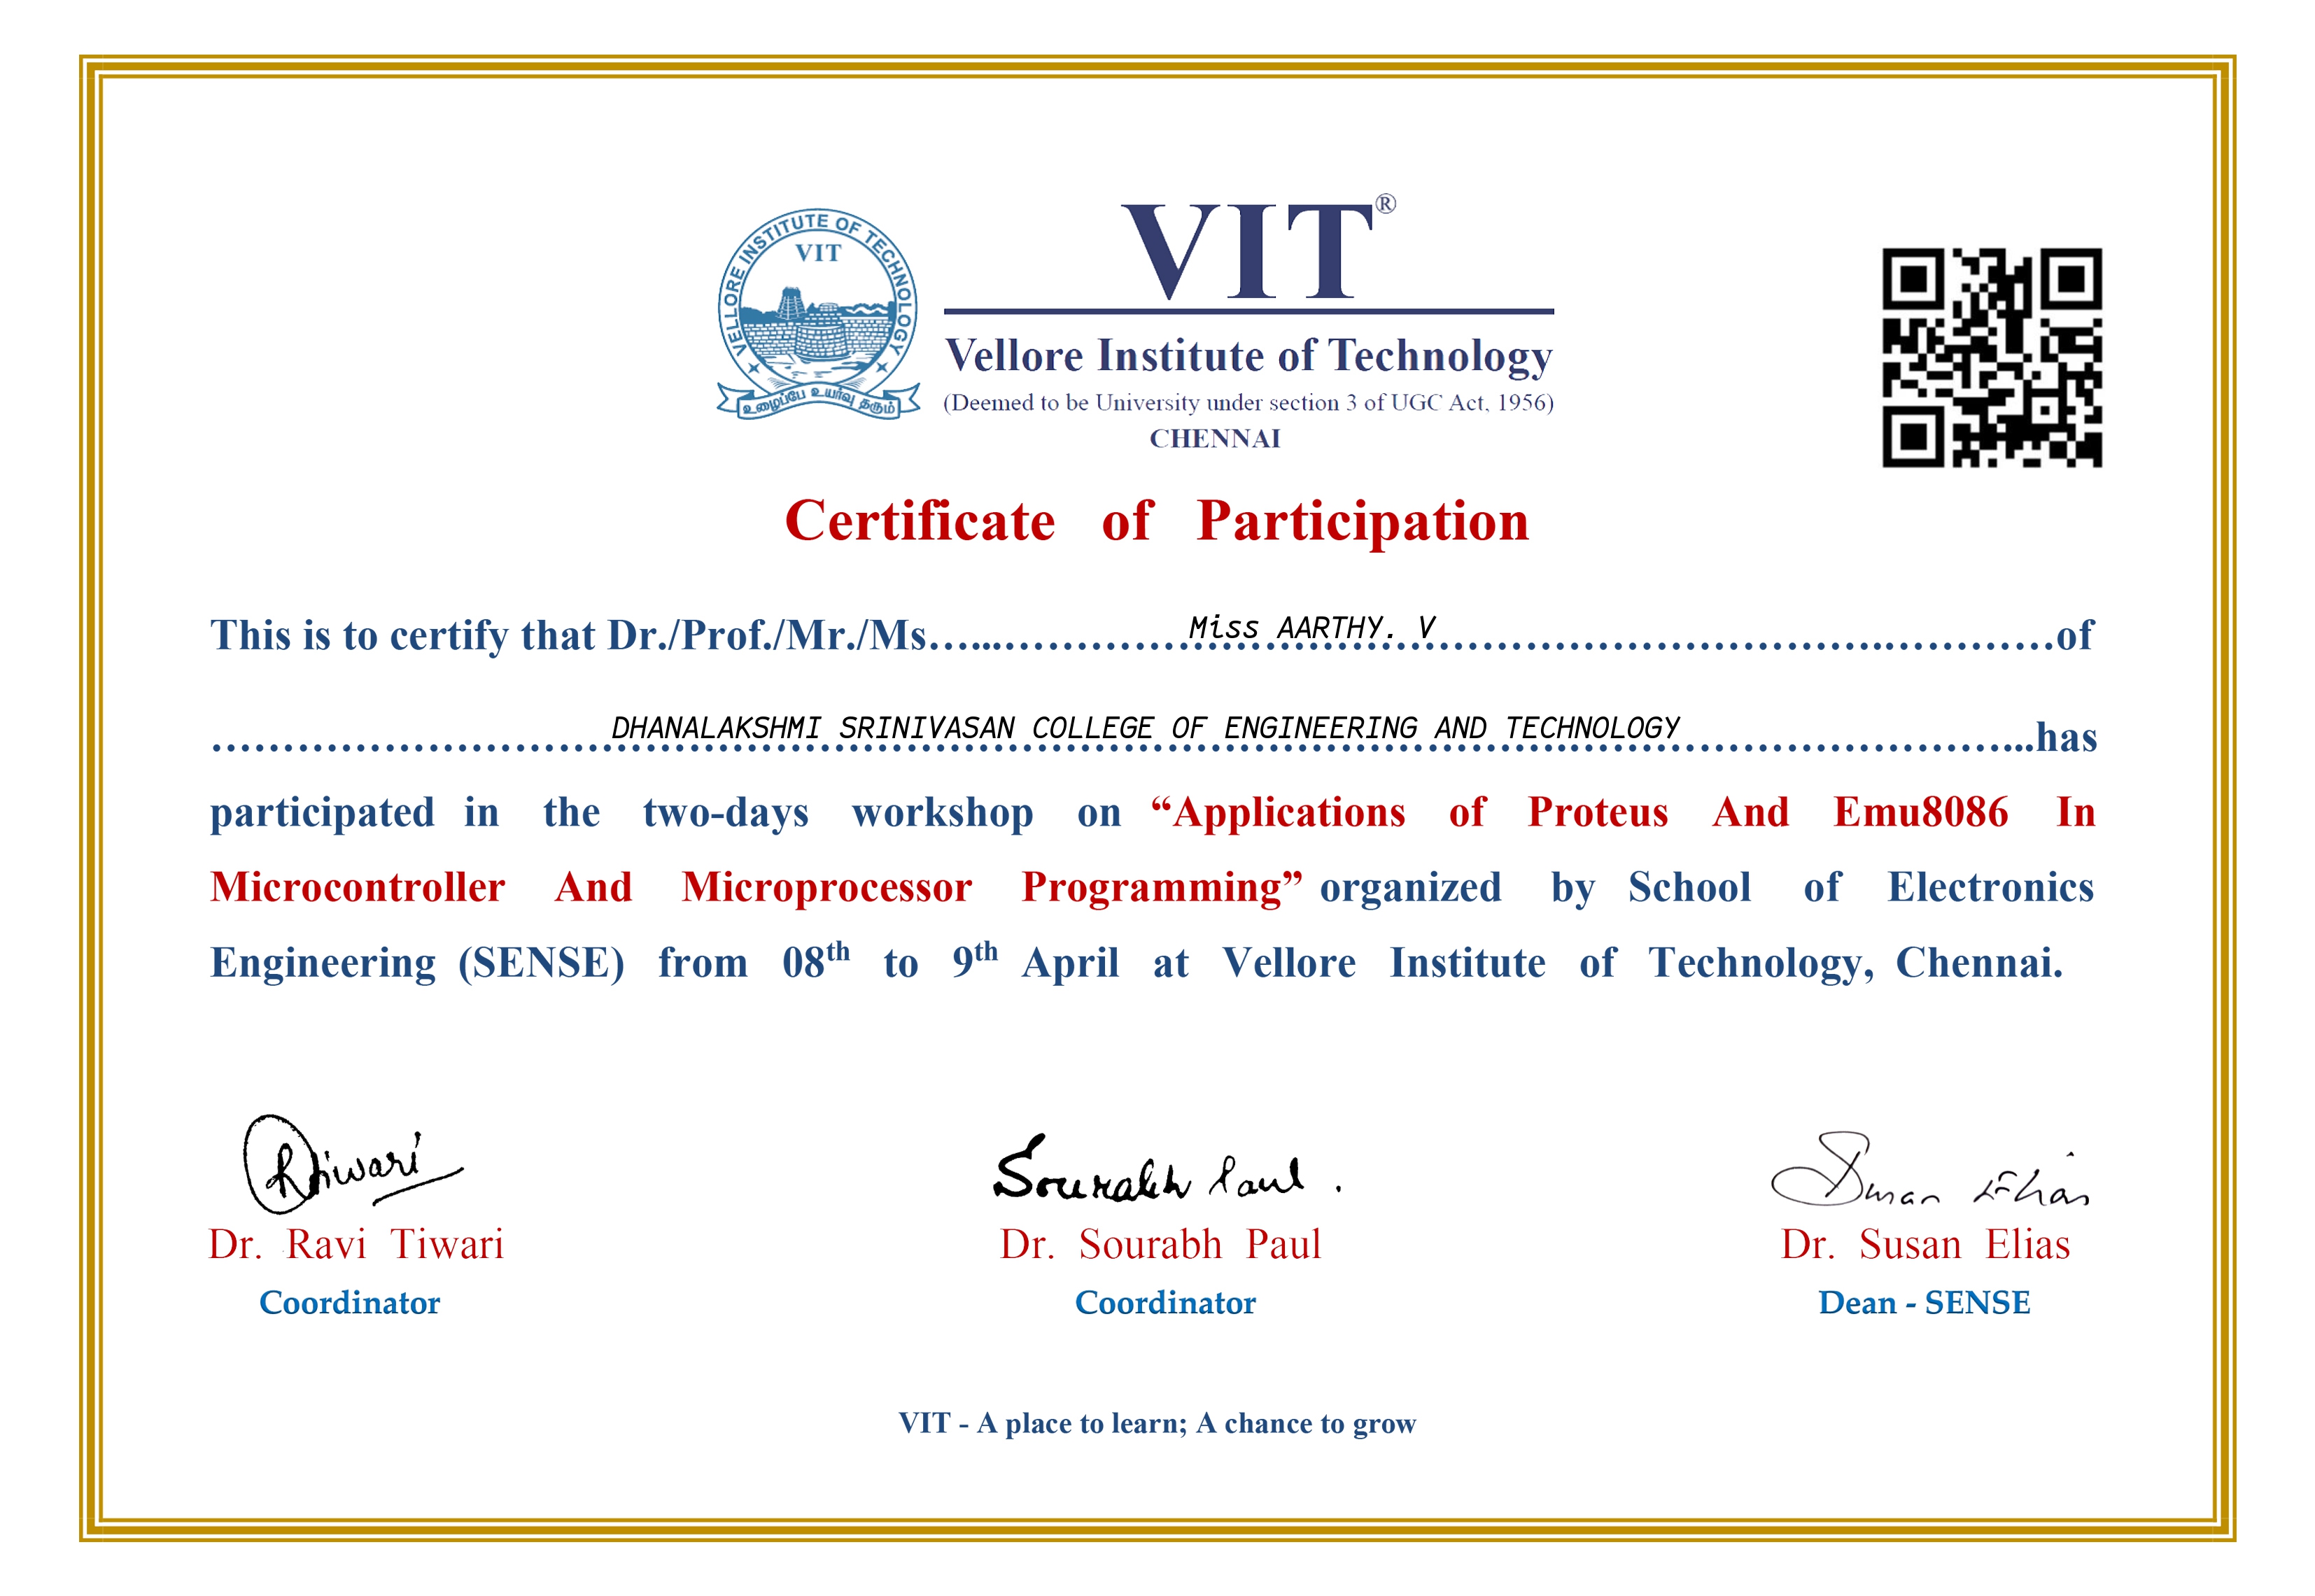 VELLORE INSTITUTE OF TECHNOLOGY
VIT
உழைப்பே உயர்வு தரும்
VIT®
Vellore Institute of Technology
(Deemed to be University under section 3 of UGC Act, 1956)
CHENNAI
Certificate of Participation
This is to certify that Dr./Prof./Mr./Ms.....Miss AARTHY. V.....of
.....DHANALAKSHMI SRINIVASAN COLLEGE OF ENGINEERING AND TECHNOLOGY.....has
participated in the two-days workshop on “Applications of Proteus And Emu8086 In
Microcontroller And Microprocessor Programming” organized by School of Electronics
Engineering (SENSE) from 08th to 9th April at Vellore Institute of Technology, Chennai.
RTiwari
Sourabh Paul .
Susan Elias
Dr. Ravi Tiwari
Dr. Sourabh Paul
Dr. Susan Elias
Coordinator
Coordinator
Dean - SENSE
VIT - A place to learn; A chance to grow